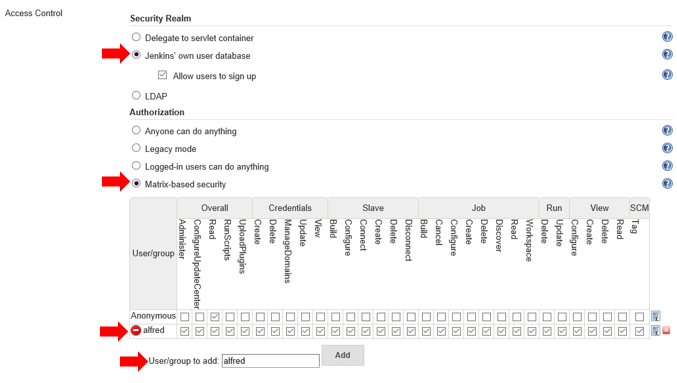 Access Control
Security Realm
Delegate to servlet container
Jenkins' own user database
Allow users to sign up
LDAP
Authorization
Anyone can do anything
Legacy mode
Logged-in users can do anything
Matrix-based security
User/group Overall Credentials Slave Job Run View SCM
Administer ConfigureUpdateCenter Read RunScripts UploadPlugins Create Delete ManageDomains Update View Build Configure Connect Create Delete Disconnect Build Cancel Configure Create Delete Discover Read Workspace Delete Update Configure Create Delete Read Tag
Anonymous
alfred
User/group to add: alfred Add